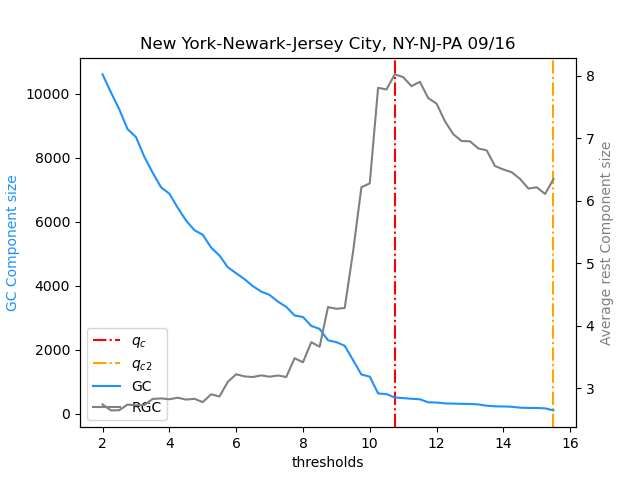 New York-Newark-Jersey City, NY-NJ-PA 09/16
GC Component size
10000
8000
6000
4000
2000
0
8
7
6
5
4
3
Average rest Component size
q_c
q_c2
GC
RGC
2 4 6 8 10 12 14 16
thresholds